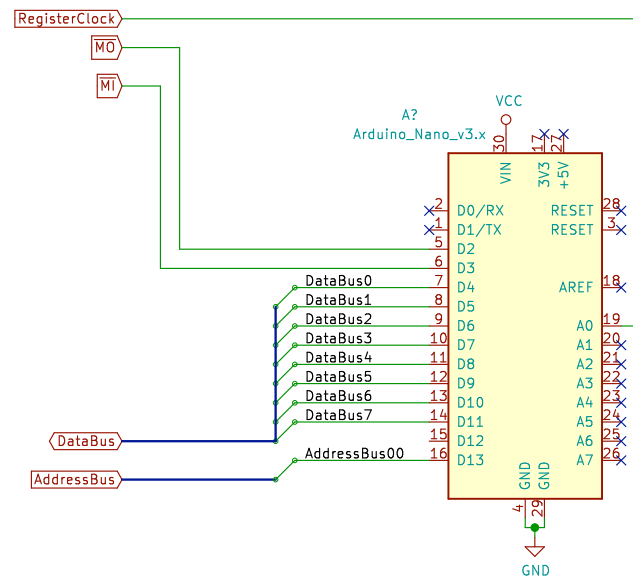 RegisterClock
MO
MI
VCC
A?
Arduino_Nano_v3.x
30
17
27
VIN
3V3
+5V
2 D0/RX RESET 28
1 D1/TX RESET 3
5 D2
6 D3
DataBus0 7 D4 AREF 18
DataBus1 8 D5
DataBus2 9 D6 A0 19
DataBus3 10 D7 A1 20
DataBus4 11 D8 A2 21
DataBus5 12 D9 A3 22
DataBus6 13 D10 A4 23
DataBus7 14 D11 A5 24
DataBus 15 D12 A6 25
AddressBus00 16 D13 A7 26
AddressBus
GND GND
4 29
GND